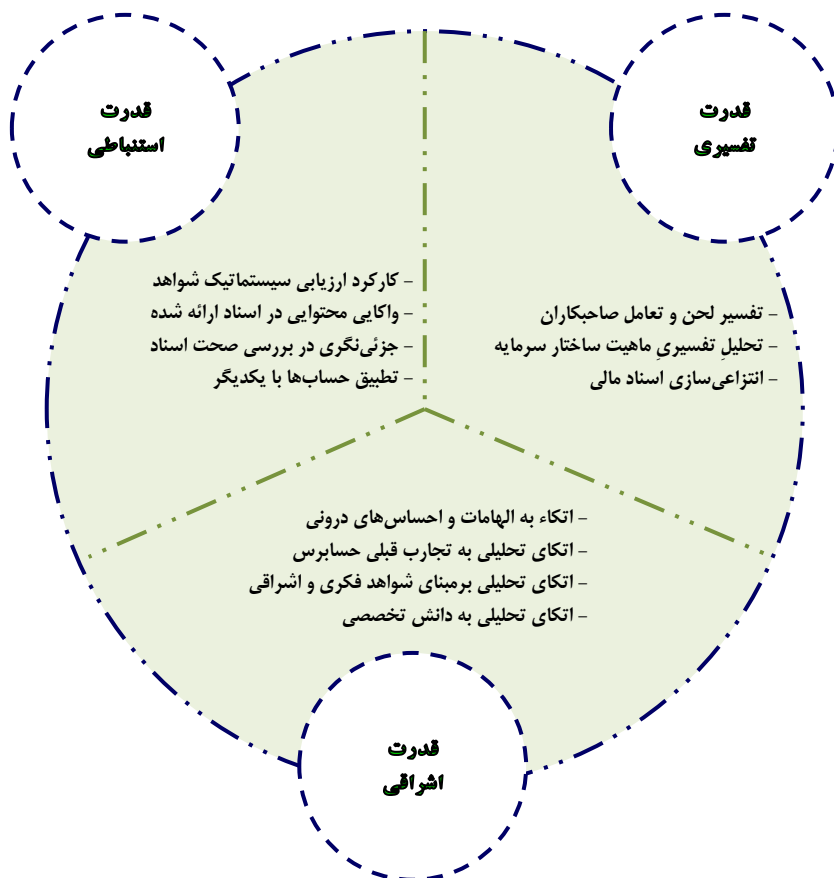 قدرت
تفسیری
- تفسیر لحن و تعامل صاحبکاران
- تحلیلِ تفسیریِ ماهیت ساختار سرمایه
- انتزاعی‌سازی اسناد مالی
قدرت
استنباطی
- کارکرد ارزیابی سیستماتیک شواهد
- واکایی محتوایی در اسناد ارائه شده
- جزئی‌نگری در بررسی صحت اسناد
- تطبیق حساب‌ها با یکدیگر
- اتکاء به الهامات و احساس‌های درونی
- اتکای تحلیلی به تجارب قبلی حسابرس
- اتکای تحلیلی برمبنای شواهد فکری و اشراقی
- اتکای تحلیلی به دانش تخصصی
قدرت
اشراقی